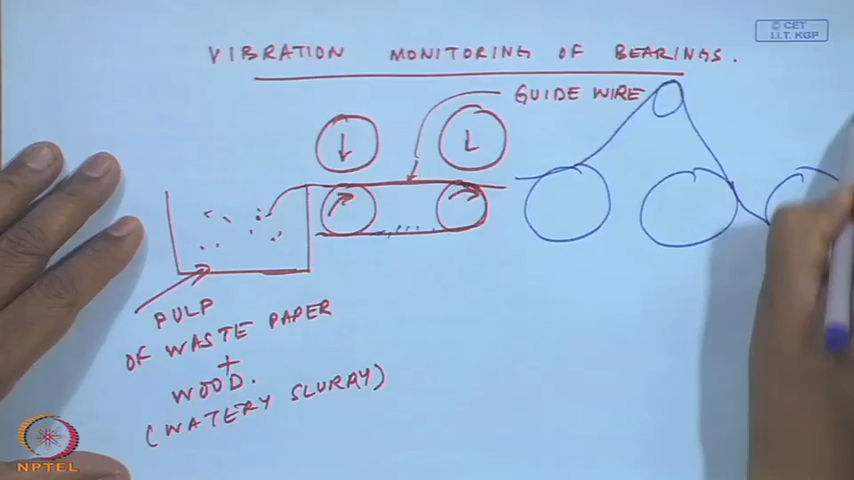 © CET
I.I.T. KGP
VIBRATION MONITORING OF BEARINGS.
GUIDE WIRE
PULP
OF WASTE PAPER
+
WOOD.
(WATERY SLURRY)
NPTEL